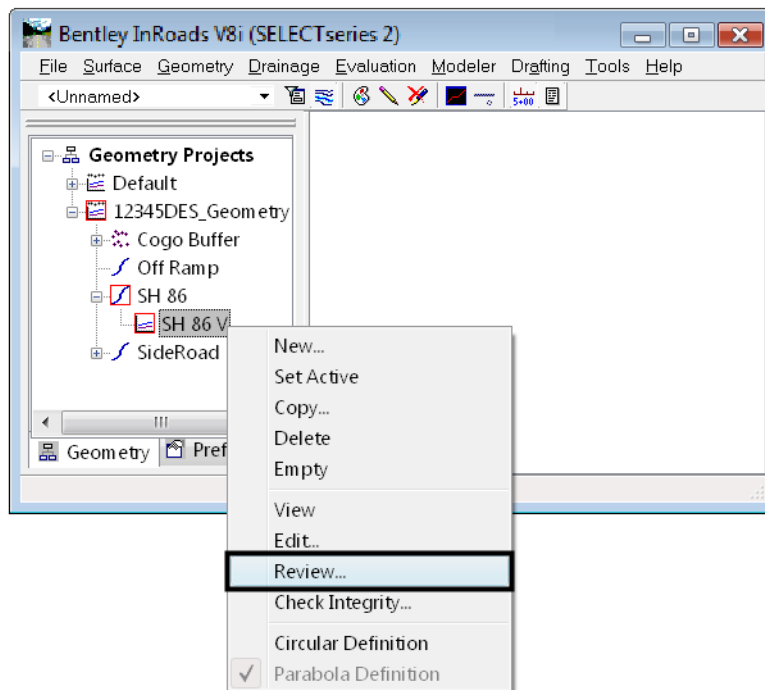 Bentley InRoads V8i (SELECTseries 2)
File Surface Geometry Drainage Evaluation Modeler Drafting Tools Help
<Unnamed>
5+00
Geometry Projects
Default
12345DES_Geometry
Cogo Buffer
Off Ramp
SH 86
SH 86 V
SideRoad
Geometry Pref
New...
Set Active
Copy...
Delete
Empty
View
Edit...
Review...
Check Integrity...
Circular Definition
Parabola Definition